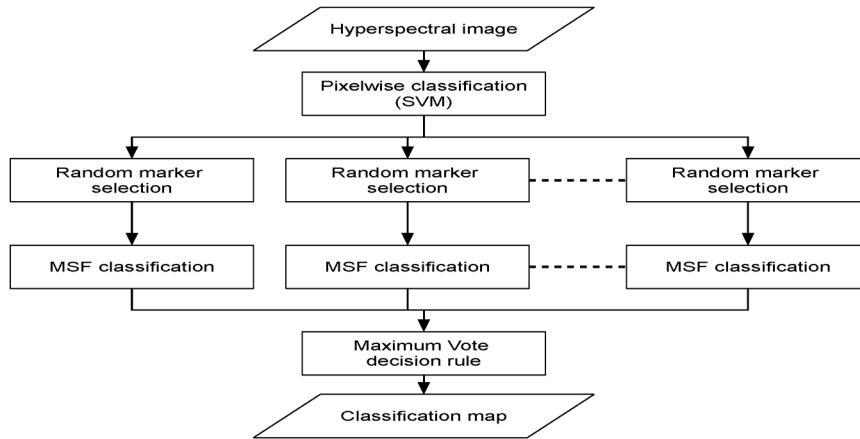 Hyperspectral image
Pixelwise classification
(SVM)
Random marker
selection
Random marker
selection
Random marker
selection
MSF classification
MSF classification
MSF classification
Maximum Vote
decision rule
Classification map